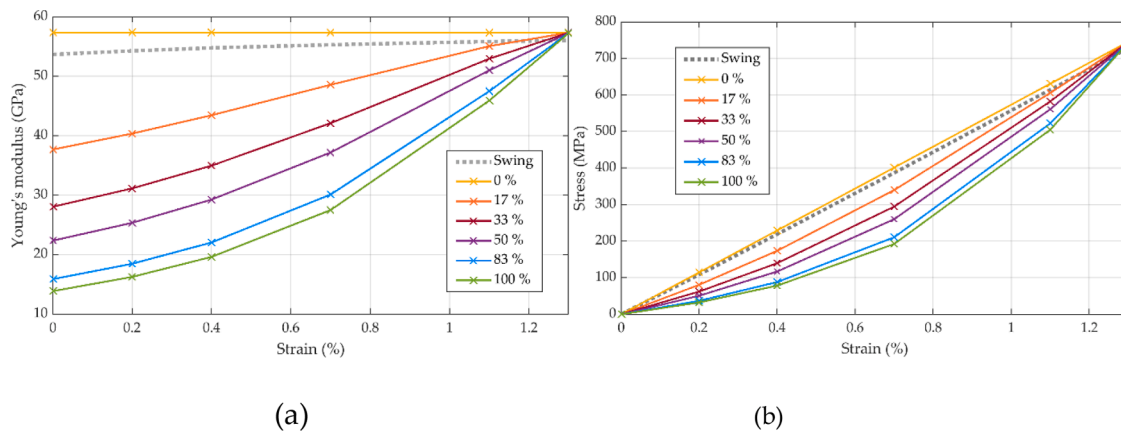 60
50
40
30
20
10
Young's modulus (GPa)
Swing
0 %
17 %
33 %
50 %
83 %
100 %
0 0.2 0.4 0.6 0.8 1 1.2
Strain (%)
(a)
800
700
600
500
400
300
200
100
0
Stress (MPa)
Swing
0 %
17 %
33 %
50 %
83 %
100 %
0 0.2 0.4 0.6 0.8 1 1.2
Strain (%)
(b)